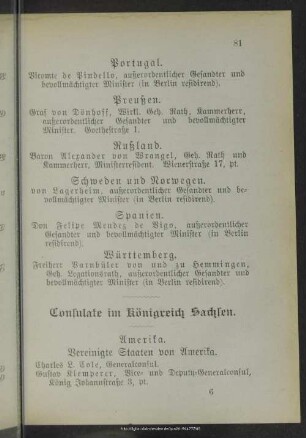 81
Portugal.
Vicomte de Pindello, außerordentlicher Gesandter und
bevollmächtigter Minister (in Berlin residirend).
Preußen.
Graf von Dönhoff, Wirkl. Geh. Rath, Kammerherr,
außerordentlicher Gesandter und bevollmächtigter
Minister. Goethestraße 1.
Rußland.
Baron Alexander von Wrangel, Geh. Rath und
Kammerherr, Ministerresident. Wienerstraße 17, pt.
Schweden und Norwegen.
von Lagerheim, außerordentlicher Gesandter und be-
vollmächtigter Minister (in Berlin residirend).
Spanien.
Don Felipe Mendez de Vigo, außerordentlicher
Gesandter und bevollmächtigter Minister (in Berlin
residirend).
Württemberg.
Freiherr Varnbüler von und zu Hemmingen,
Geh. Legationsrath, außerordentlicher Gesandter und
bevollmächtigter Minister (in Berlin residirend).
Consulate im Königreich Sachsen.
Amerika.
Vereinigte Staaten von Amerika.
Charles L. Cole, Generalconsul.
Gustav Klemperer, Vice- und Deputy-Generalconsul,
König Johannstraße 3, pt.
6